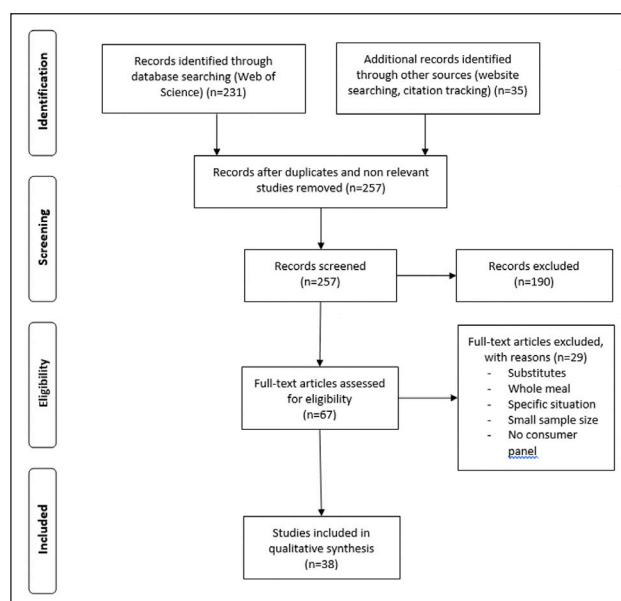 Identification
Records identified through
database searching (Web of
Science) (n=231)
Additional records identified
through other sources (website
searching, citation tracking) (n=35)
Records after duplicates and non relevant
studies removed (n=257)
Screening
Records screened
(n=257)
Records excluded
(n=190)
Eligibility
Full-text articles assessed
for eligibility
(n=67)
Full-text articles excluded,
with reasons (n=29)
- Substitutes
- Whole meal
- Specific situation
- Small sample size
- No consumer
panel
Included
Studies included in
qualitative synthesis
(n=38)